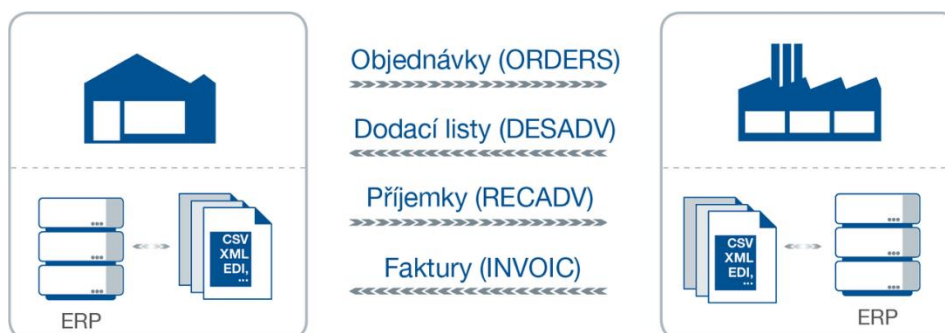 Objednávky (ORDERS)
Dodací listy (DESADV)
Příjemky (RECADV)
Faktury (INVOIC)
CSV
XML
EDI,
...
ERP
CSV
XML
EDI,
...
ERP